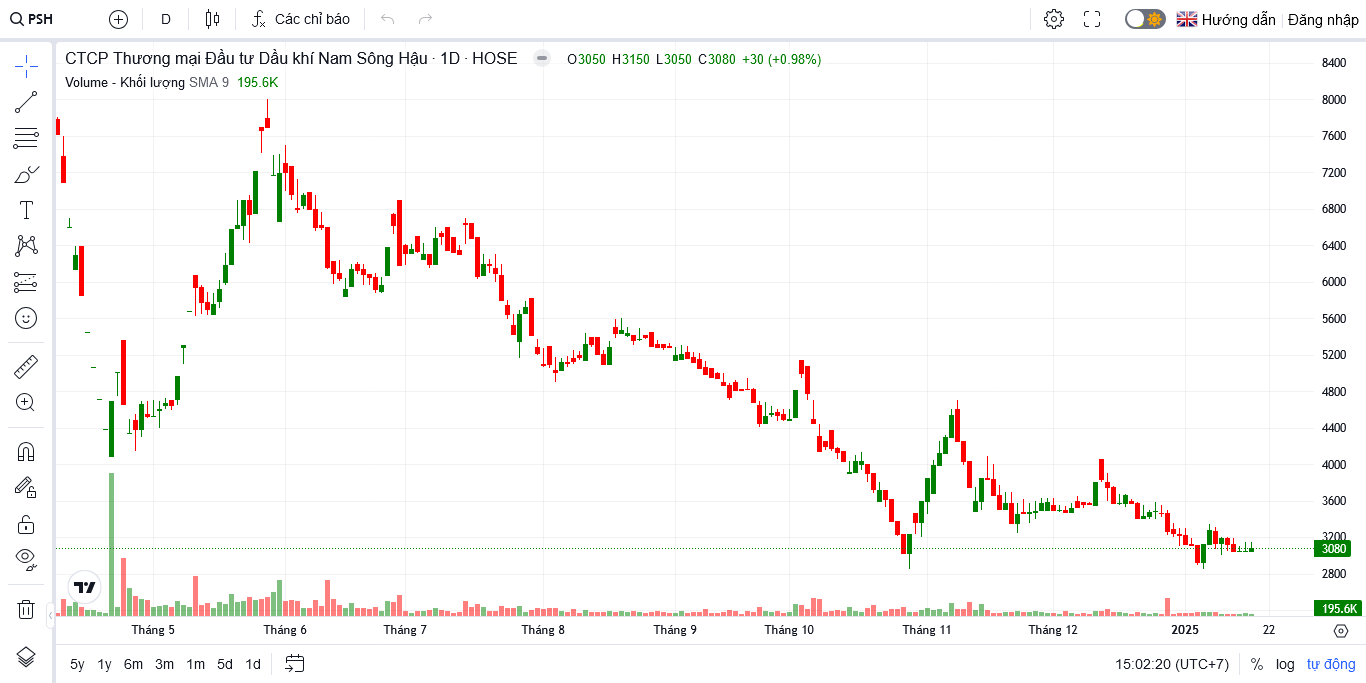 PSH D Các chỉ báo Hướng dẫn Đăng nhập
CTCP Thương mại Đầu tư Dầu khí Nam Sông Hậu · 1D · HOSE O3050 H3150 L3050 C3080 +30 (+0.98%)
Volume - Khối lượng SMA 9 195.6K
8400
8000
7600
7200
6800
6400
6000
5600
5200
4800
4400
4000
3600
3200
3080
2800
195.6K
Tháng 5 Tháng 6 Tháng 7 Tháng 8 Tháng 9 Tháng 10 Tháng 11 Tháng 12 2025 22
5y 1y 6m 3m 1m 5d 1d 15:02:20 (UTC+7) % log tự động